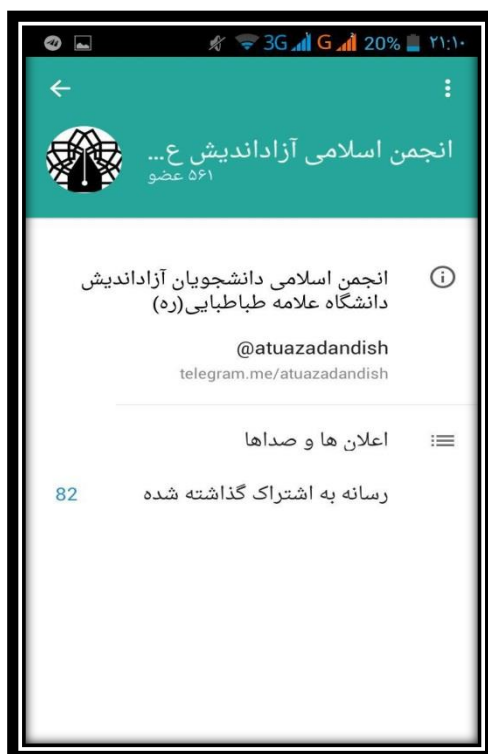 3G G 20% ۲۱:۱۰
انجمن اسلامی آزاداندیش ع...
۵۶۱ عضو
انجمن اسلامی دانشجویان آزاداندیش
دانشگاه علامه طباطبایی(ره)
@atuazadandish
telegram.me/atuazadandish
اعلان ها و صداها
رسانه به اشتراک گذاشته شده 82